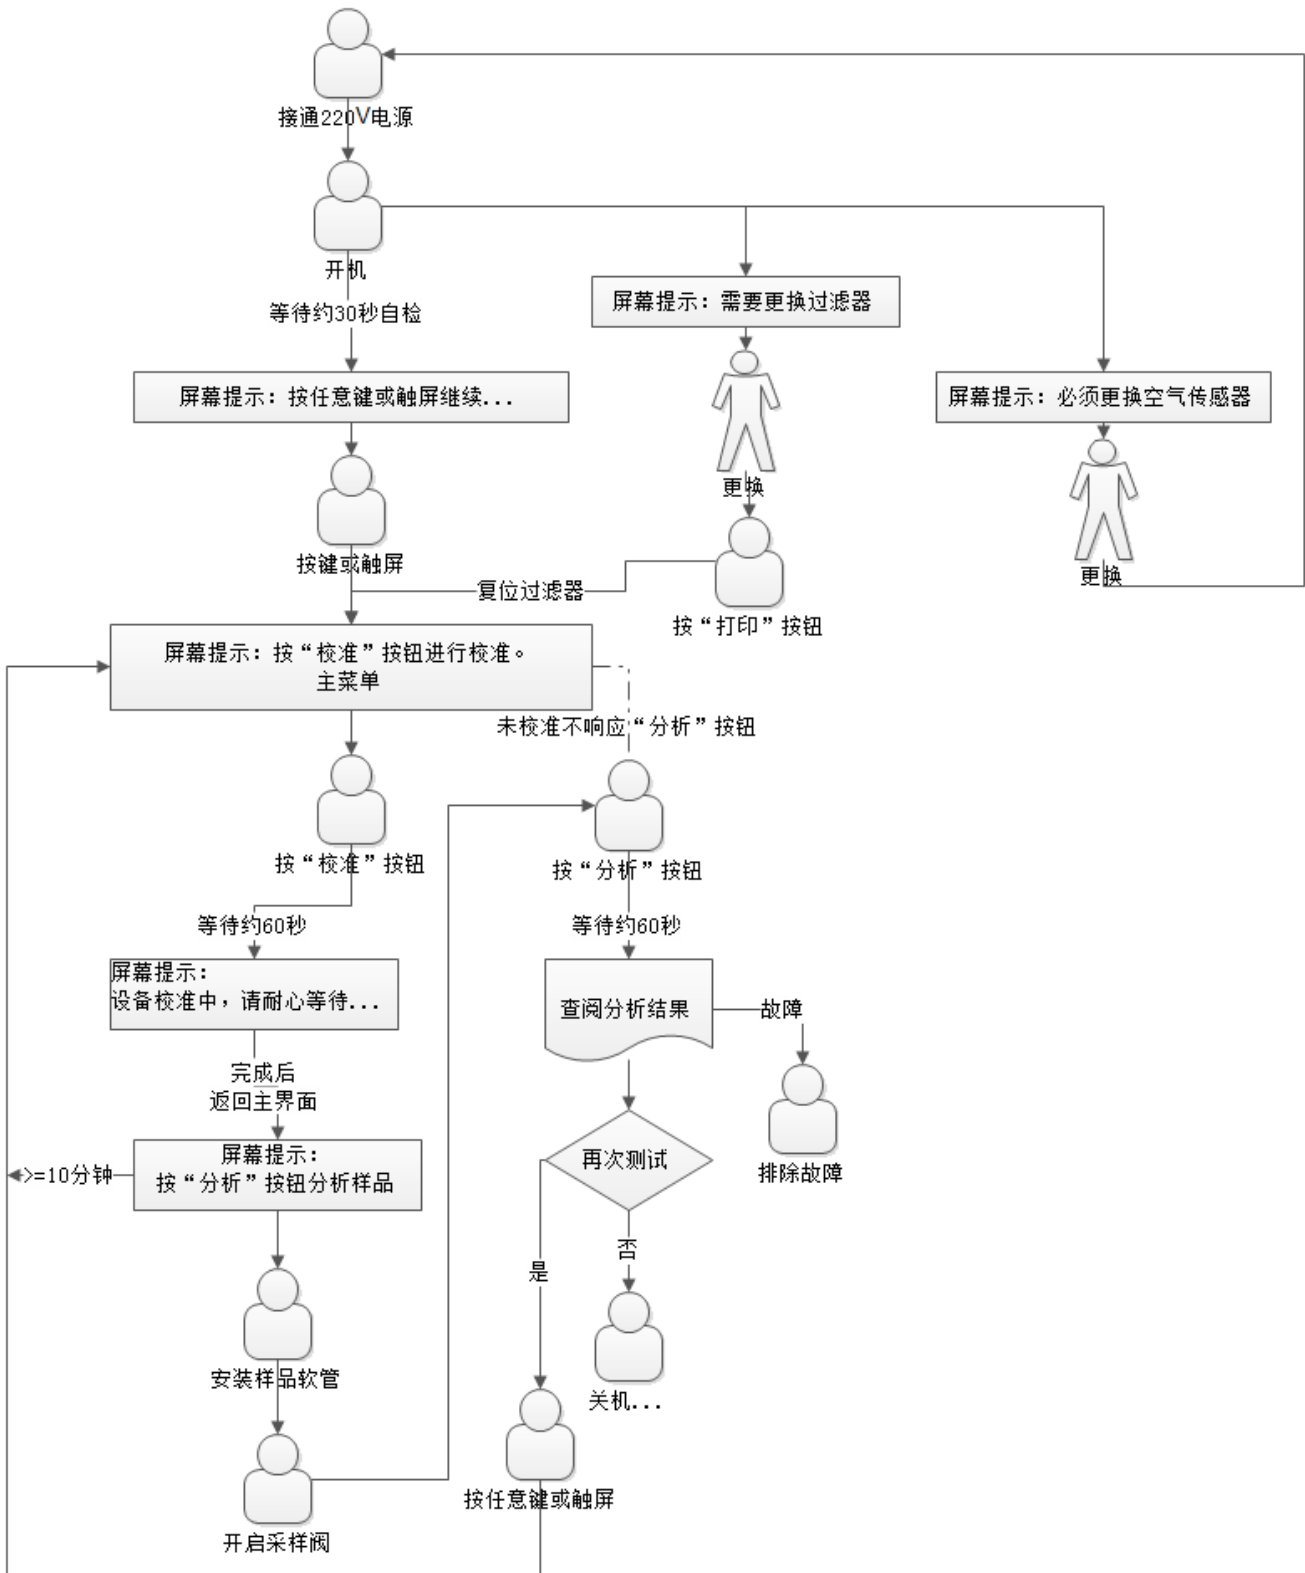 接通220V电源
开机
等待约30秒自检
屏幕提示：需要更换过滤器
屏幕提示：按任意键或触屏继续...
屏幕提示：必须更换空气传感器
更换
按键或触屏
更换
复位过滤器
按“打印”按钮
屏幕提示：按“校准”按钮进行校准。
主菜单
未校准不响应“分析”按钮
按“校准”按钮
按“分析”按钮
等待约60秒
等待约60秒
屏幕提示：
设备校准中，请耐心等待...
查阅分析结果
故障
完成后
返回主界面
屏幕提示：
按“分析”按钮分析样品
>=10分钟
再次测试
排除故障
否
是
安装样品软管
关机...
按任意键或触屏
开启采样阀